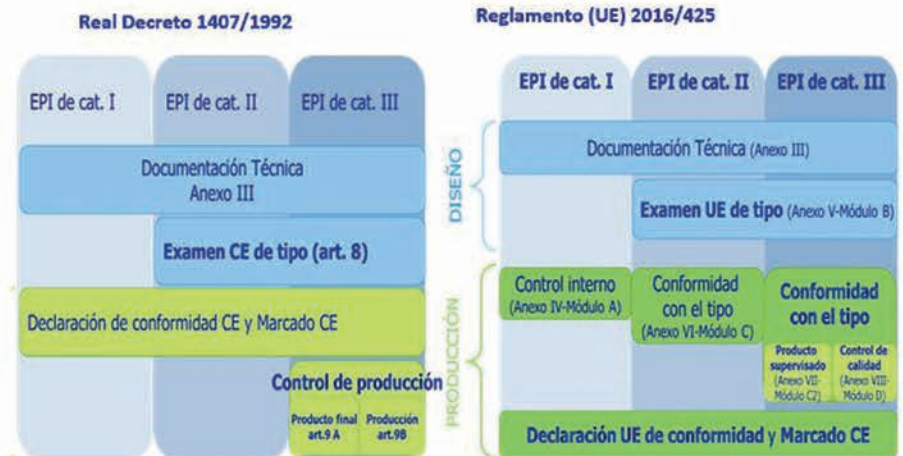 Real Decreto 1407/1992
EPI de cat. I
EPI de cat. II
EPI de cat. III
Documentación Técnica
Anexo III
Examen CE de tipo (art. 8)
Declaración de conformidad CE y Marcado CE
Control de producción
Producto final
art.9 A
Producción
art.9B
Reglamento (UE) 2016/425
EPI de cat. I
EPI de cat. II
EPI de cat. III
DISEÑO
Documentación Técnica (Anexo III)
Examen UE de tipo (Anexo V-Módulo B)
PRODUCCIÓN
Control interno
(Anexo IV-Módulo A)
Conformidad
con el tipo
(Anexo VI-Módulo C)
Conformidad
con el tipo
Producto
supervisado
(Anexo VII-
Módulo C2)
Control de
calidad
(Anexo VIII-
Módulo D)
Declaración UE de conformidad y Marcado CE